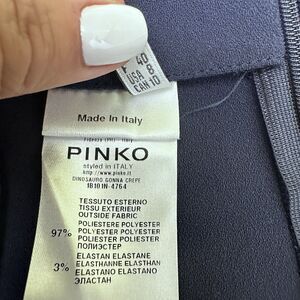 40
USA 8
CAN 10
Made In Italy
PINKO
styled in ITALY
http://www.pinko.it
DINOSAURO GONNA CREPE
1B10IN-4764
TESSUTO ESTERNO
TISSU EXTERIEUR
OUTSIDE FABRIC
97% POLIESTERE POLYESTER
POLYESTER POLYESTER
POLIESTER POLIESTER
ПОЛИЭСТЕР
3% ELASTAN ELASTANE
ELASTHANNE ELASTHAN
ELASTANO ELASTANO
ЭЛАСТАН